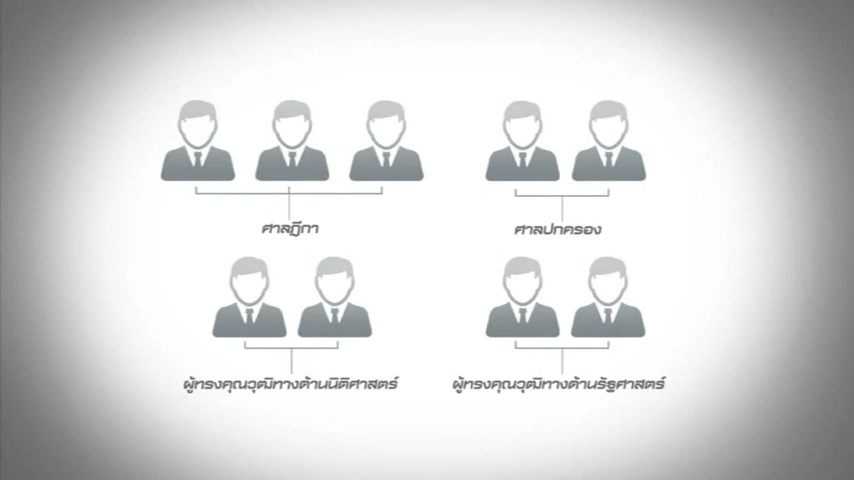 ศาลฎีกา
ศาลปกครอง
ผู้ทรงคุณวุฒิทางด้านนิติศาสตร์
ผู้ทรงคุณวุฒิทางด้านรัฐศาสตร์